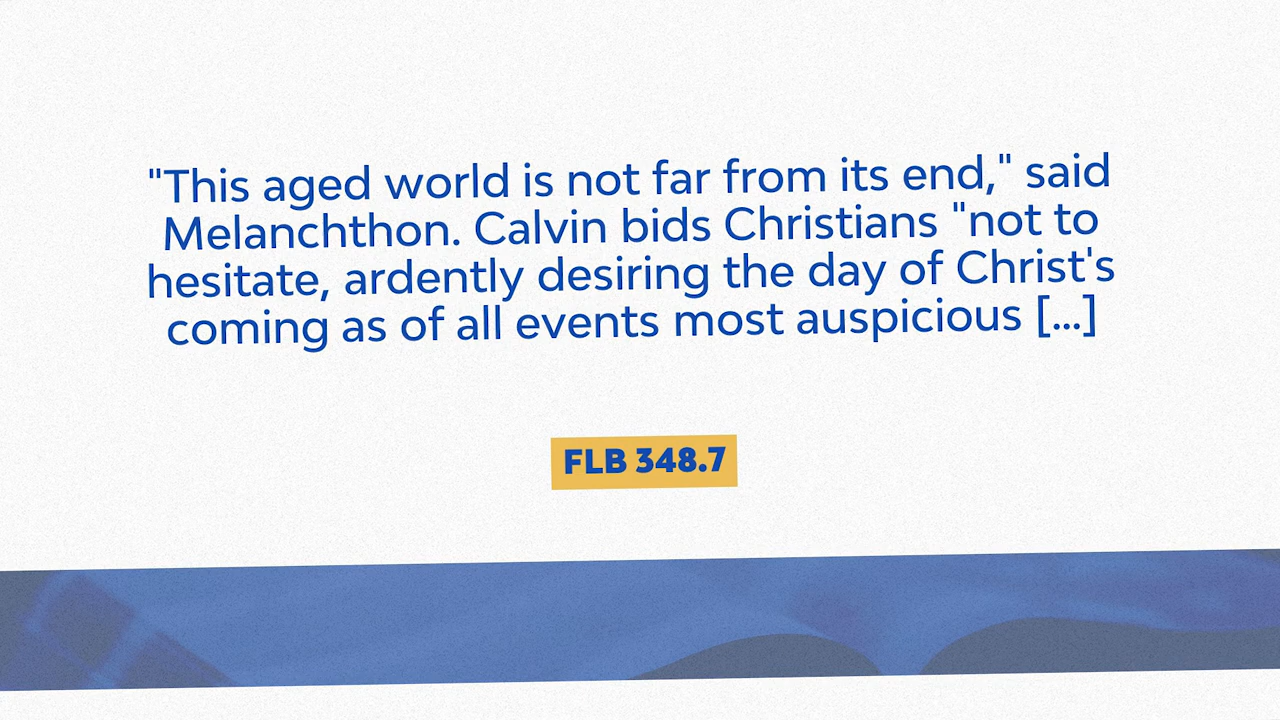 "This aged world is not far from its end," said
Melanchthon. Calvin bids Christians "not to
hesitate, ardently desiring the day of Christ's
coming as of all events most auspicious [...]
FLB 348.7